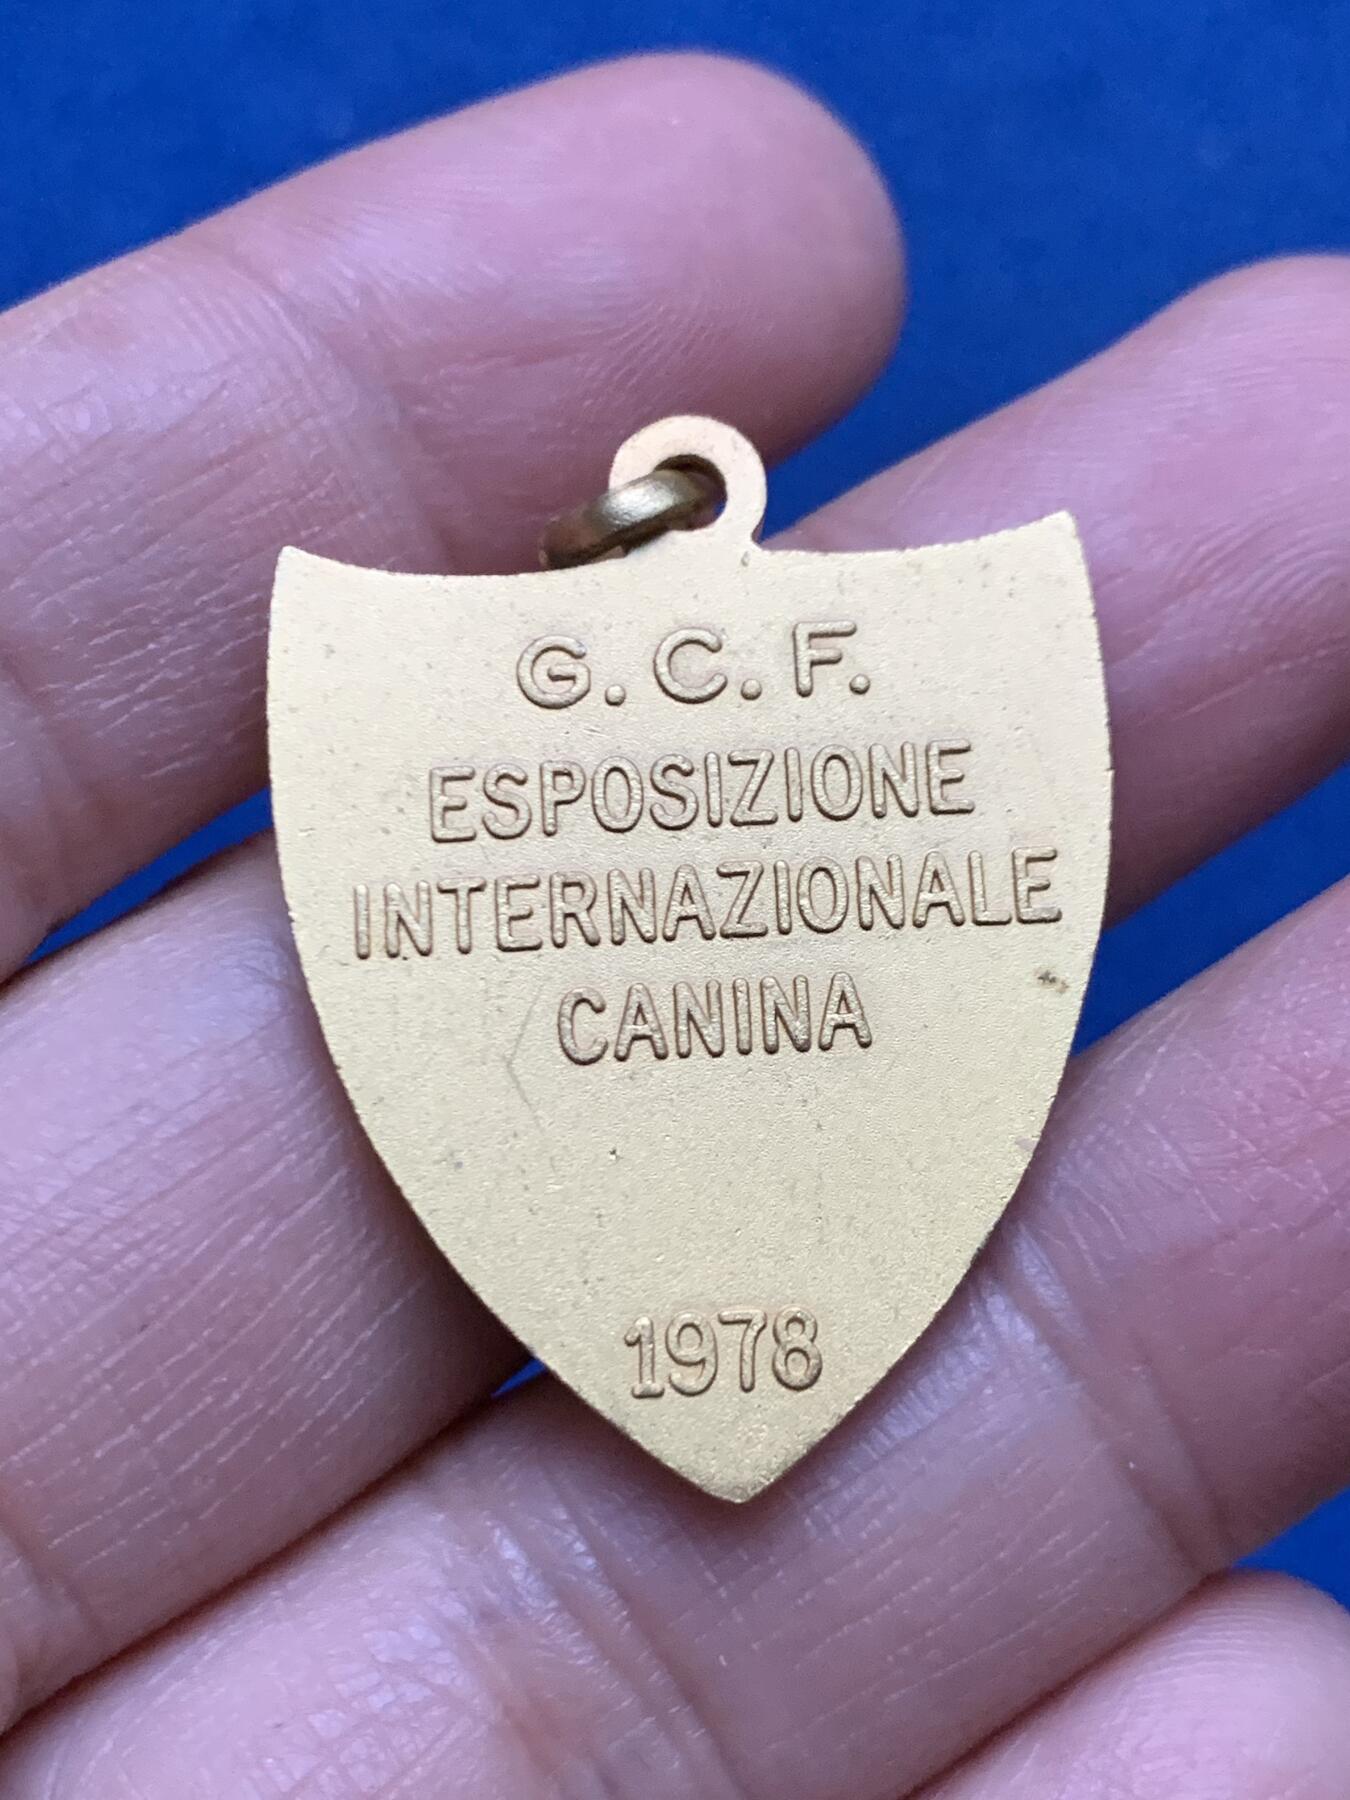 G. C. F.
ESPOSIZIONE
INTERNAZIONALE
CANINA
1978